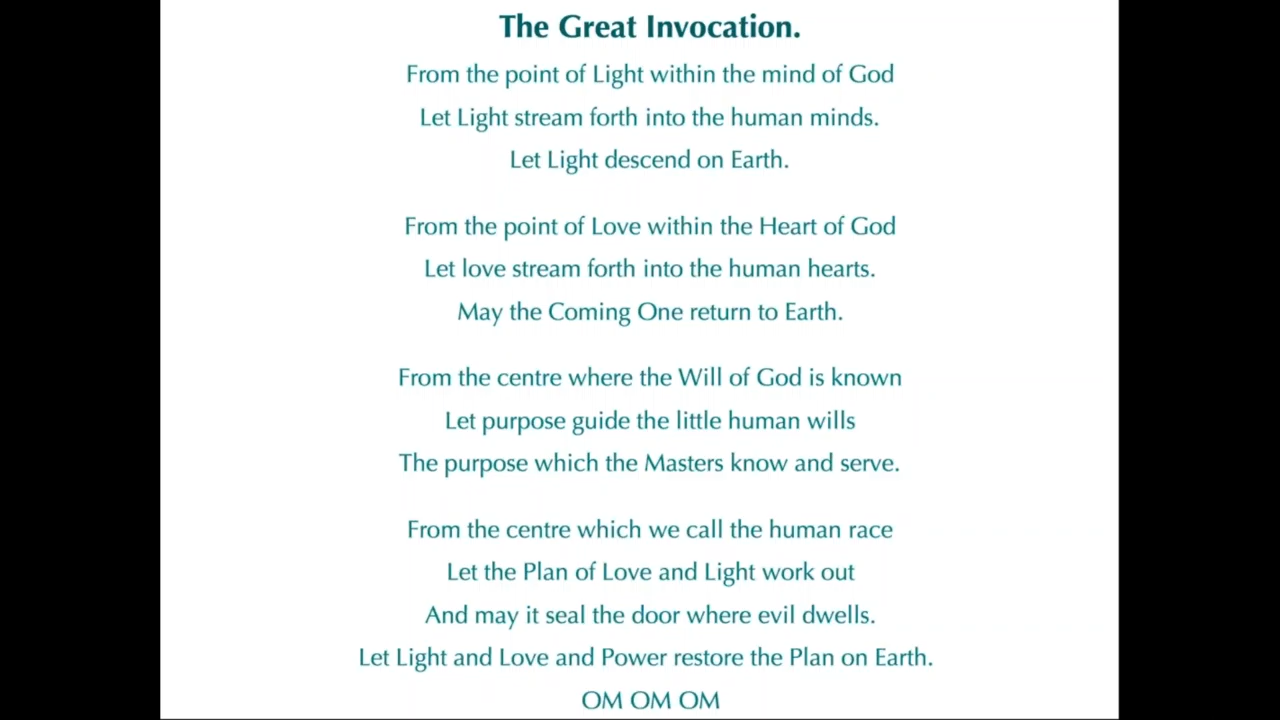 The Great Invocation.
From the point of Light within the mind of God
Let Light stream forth into the human minds.
Let Light descend on Earth.
From the point of Love within the Heart of God
Let love stream forth into the human hearts.
May the Coming One return to Earth.
From the centre where the Will of God is known
Let purpose guide the little human wills
The purpose which the Masters know and serve.
From the centre which we call the human race
Let the Plan of Love and Light work out
And may it seal the door where evil dwells.
Let Light and Love and Power restore the Plan on Earth.
OM OM OM